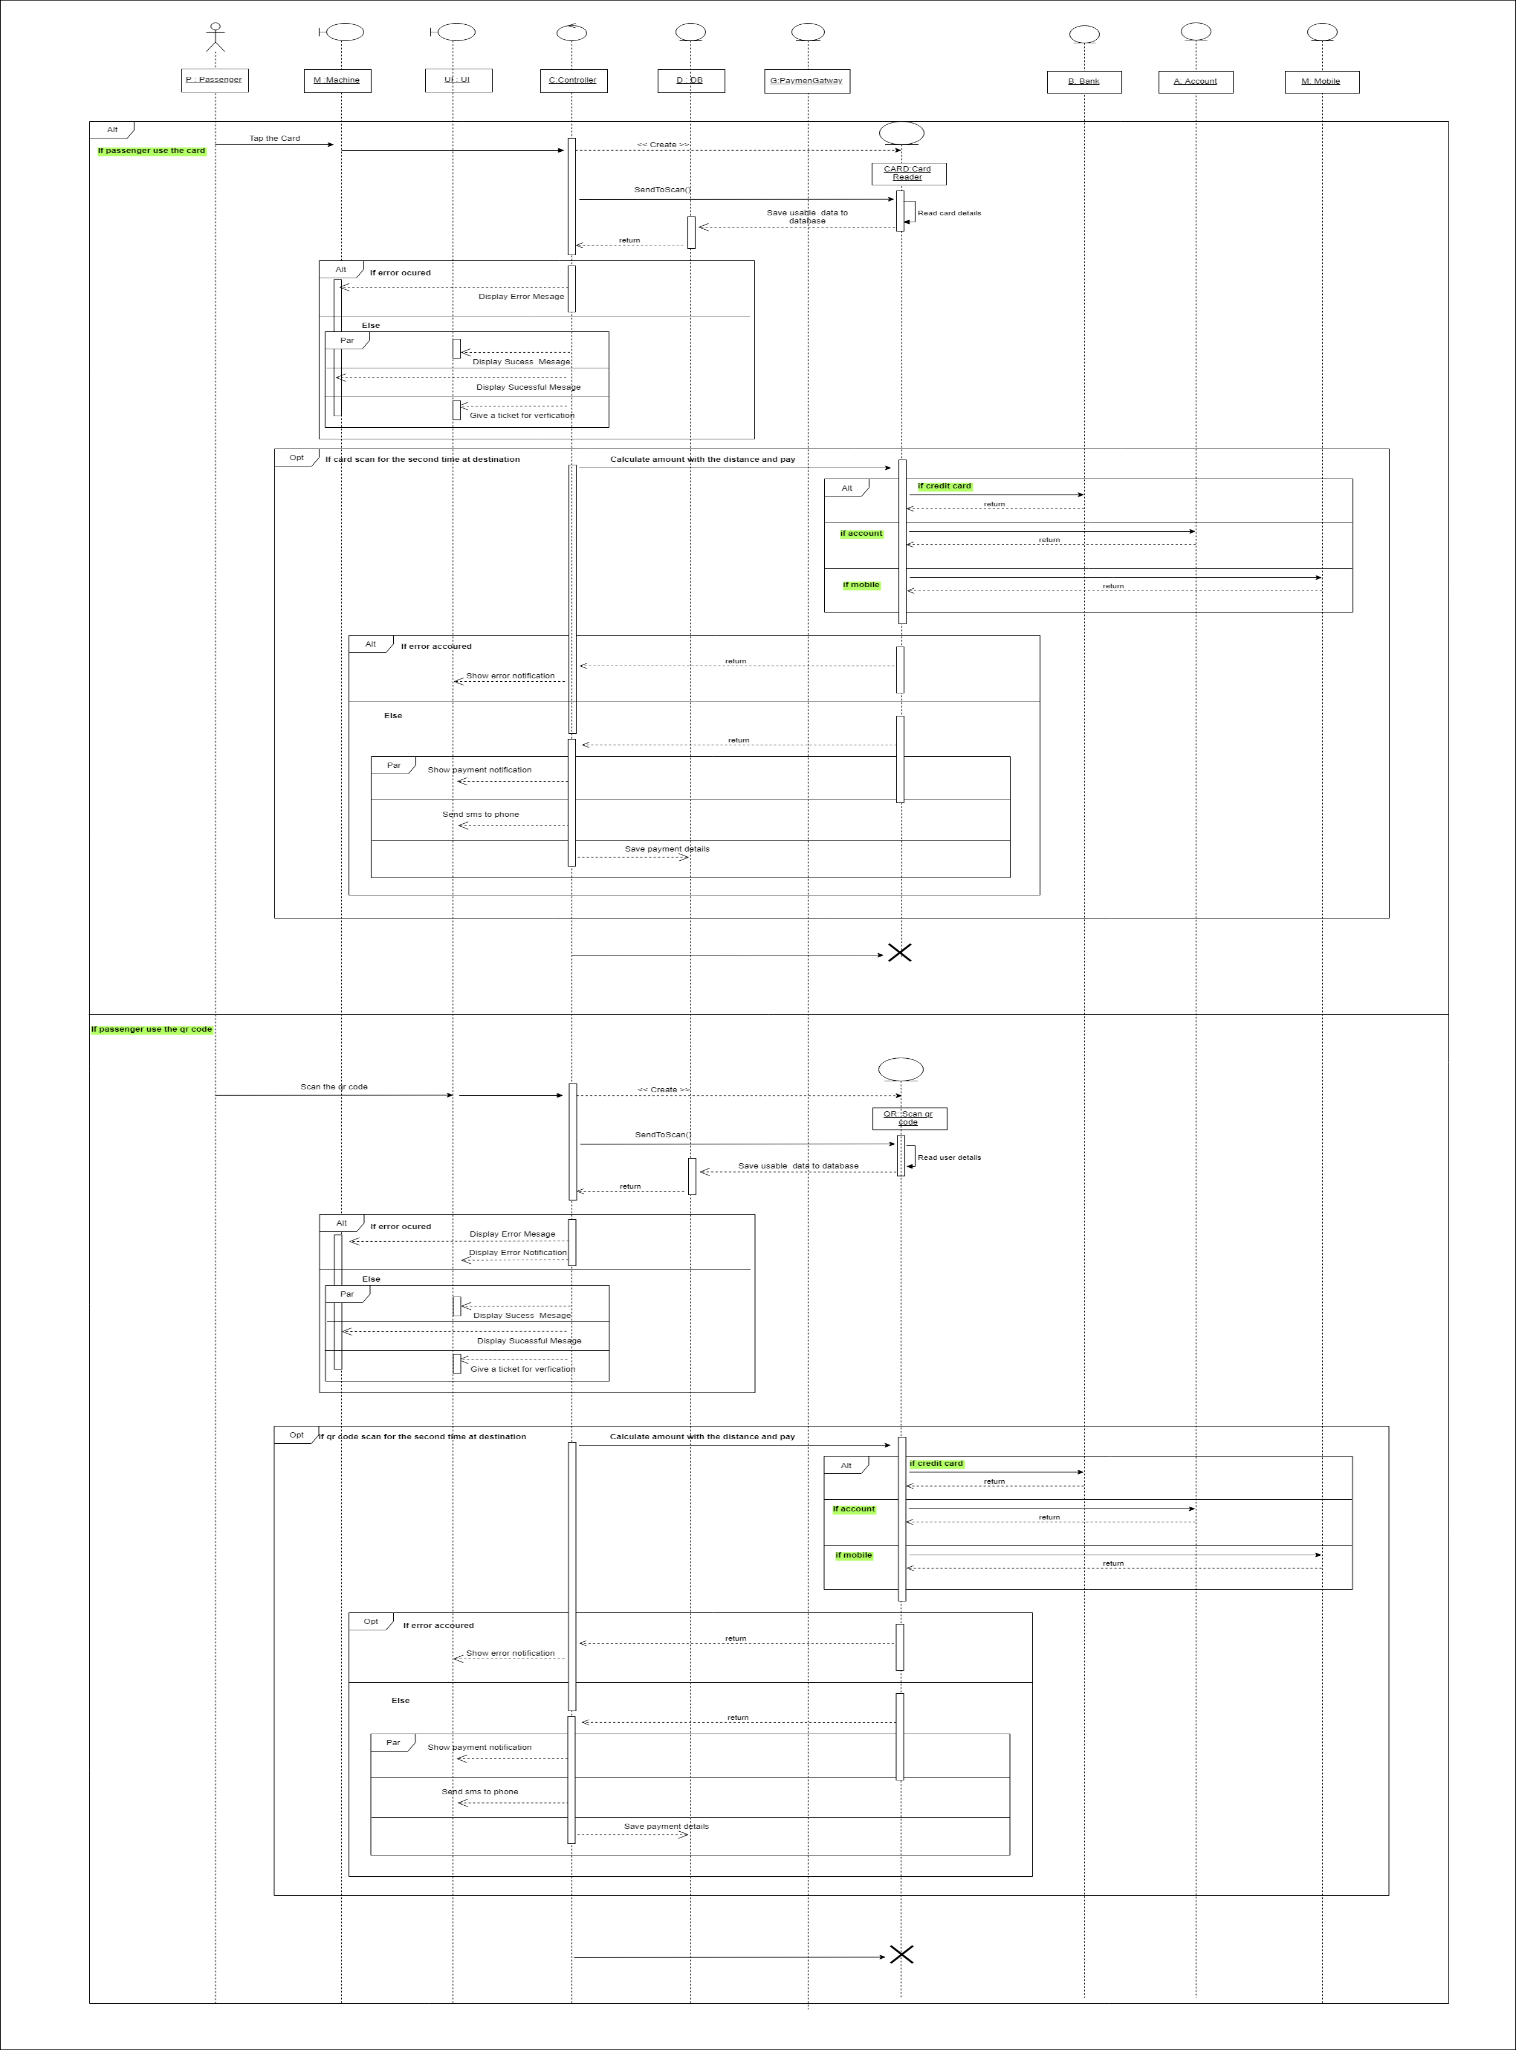 P : Passenger
M :Machine
UI : UI
C:Controller
D : DB
G:PaymenGatway
B. Bank
A. Account
M. Mobile
Alt
If passenger use the card
Tap the Card
<< Create >>
CARD:Card
Reader
SendToScan()
Read card details
Save usable data to
database
return
Alt
If error ocured
Display Error Mesage
Else
Par
Display Sucess Mesage
Display Sucessful Mesage
Give a ticket for verfication
Opt
If card scan for the second time at destination
Calculate amount with the distance and pay
Alt
if credit card
return
if account
return
if mobile
return
Alt
If error accoured
return
Show error notification
Else
return
Par
Show payment notification
Send sms to phone
Save payment details
If passenger use the qr code
Scan the qr code
<< Create >>
QR :Scan qr
code
SendToScan()
Read user details
Save usable data to database
return
Alt
If error ocured
Display Error Mesage
Display Error Notification
Else
Par
Display Sucess Mesage
Display Sucessful Mesage
Give a ticket for verfication
Opt
If qr code scan for the second time at destination
Calculate amount with the distance and pay
Alt
if credit card
return
if account
return
if mobile
return
Opt
If error accoured
return
Show error notification
Else
return
Par
Show payment notification
Send sms to phone
Save payment details